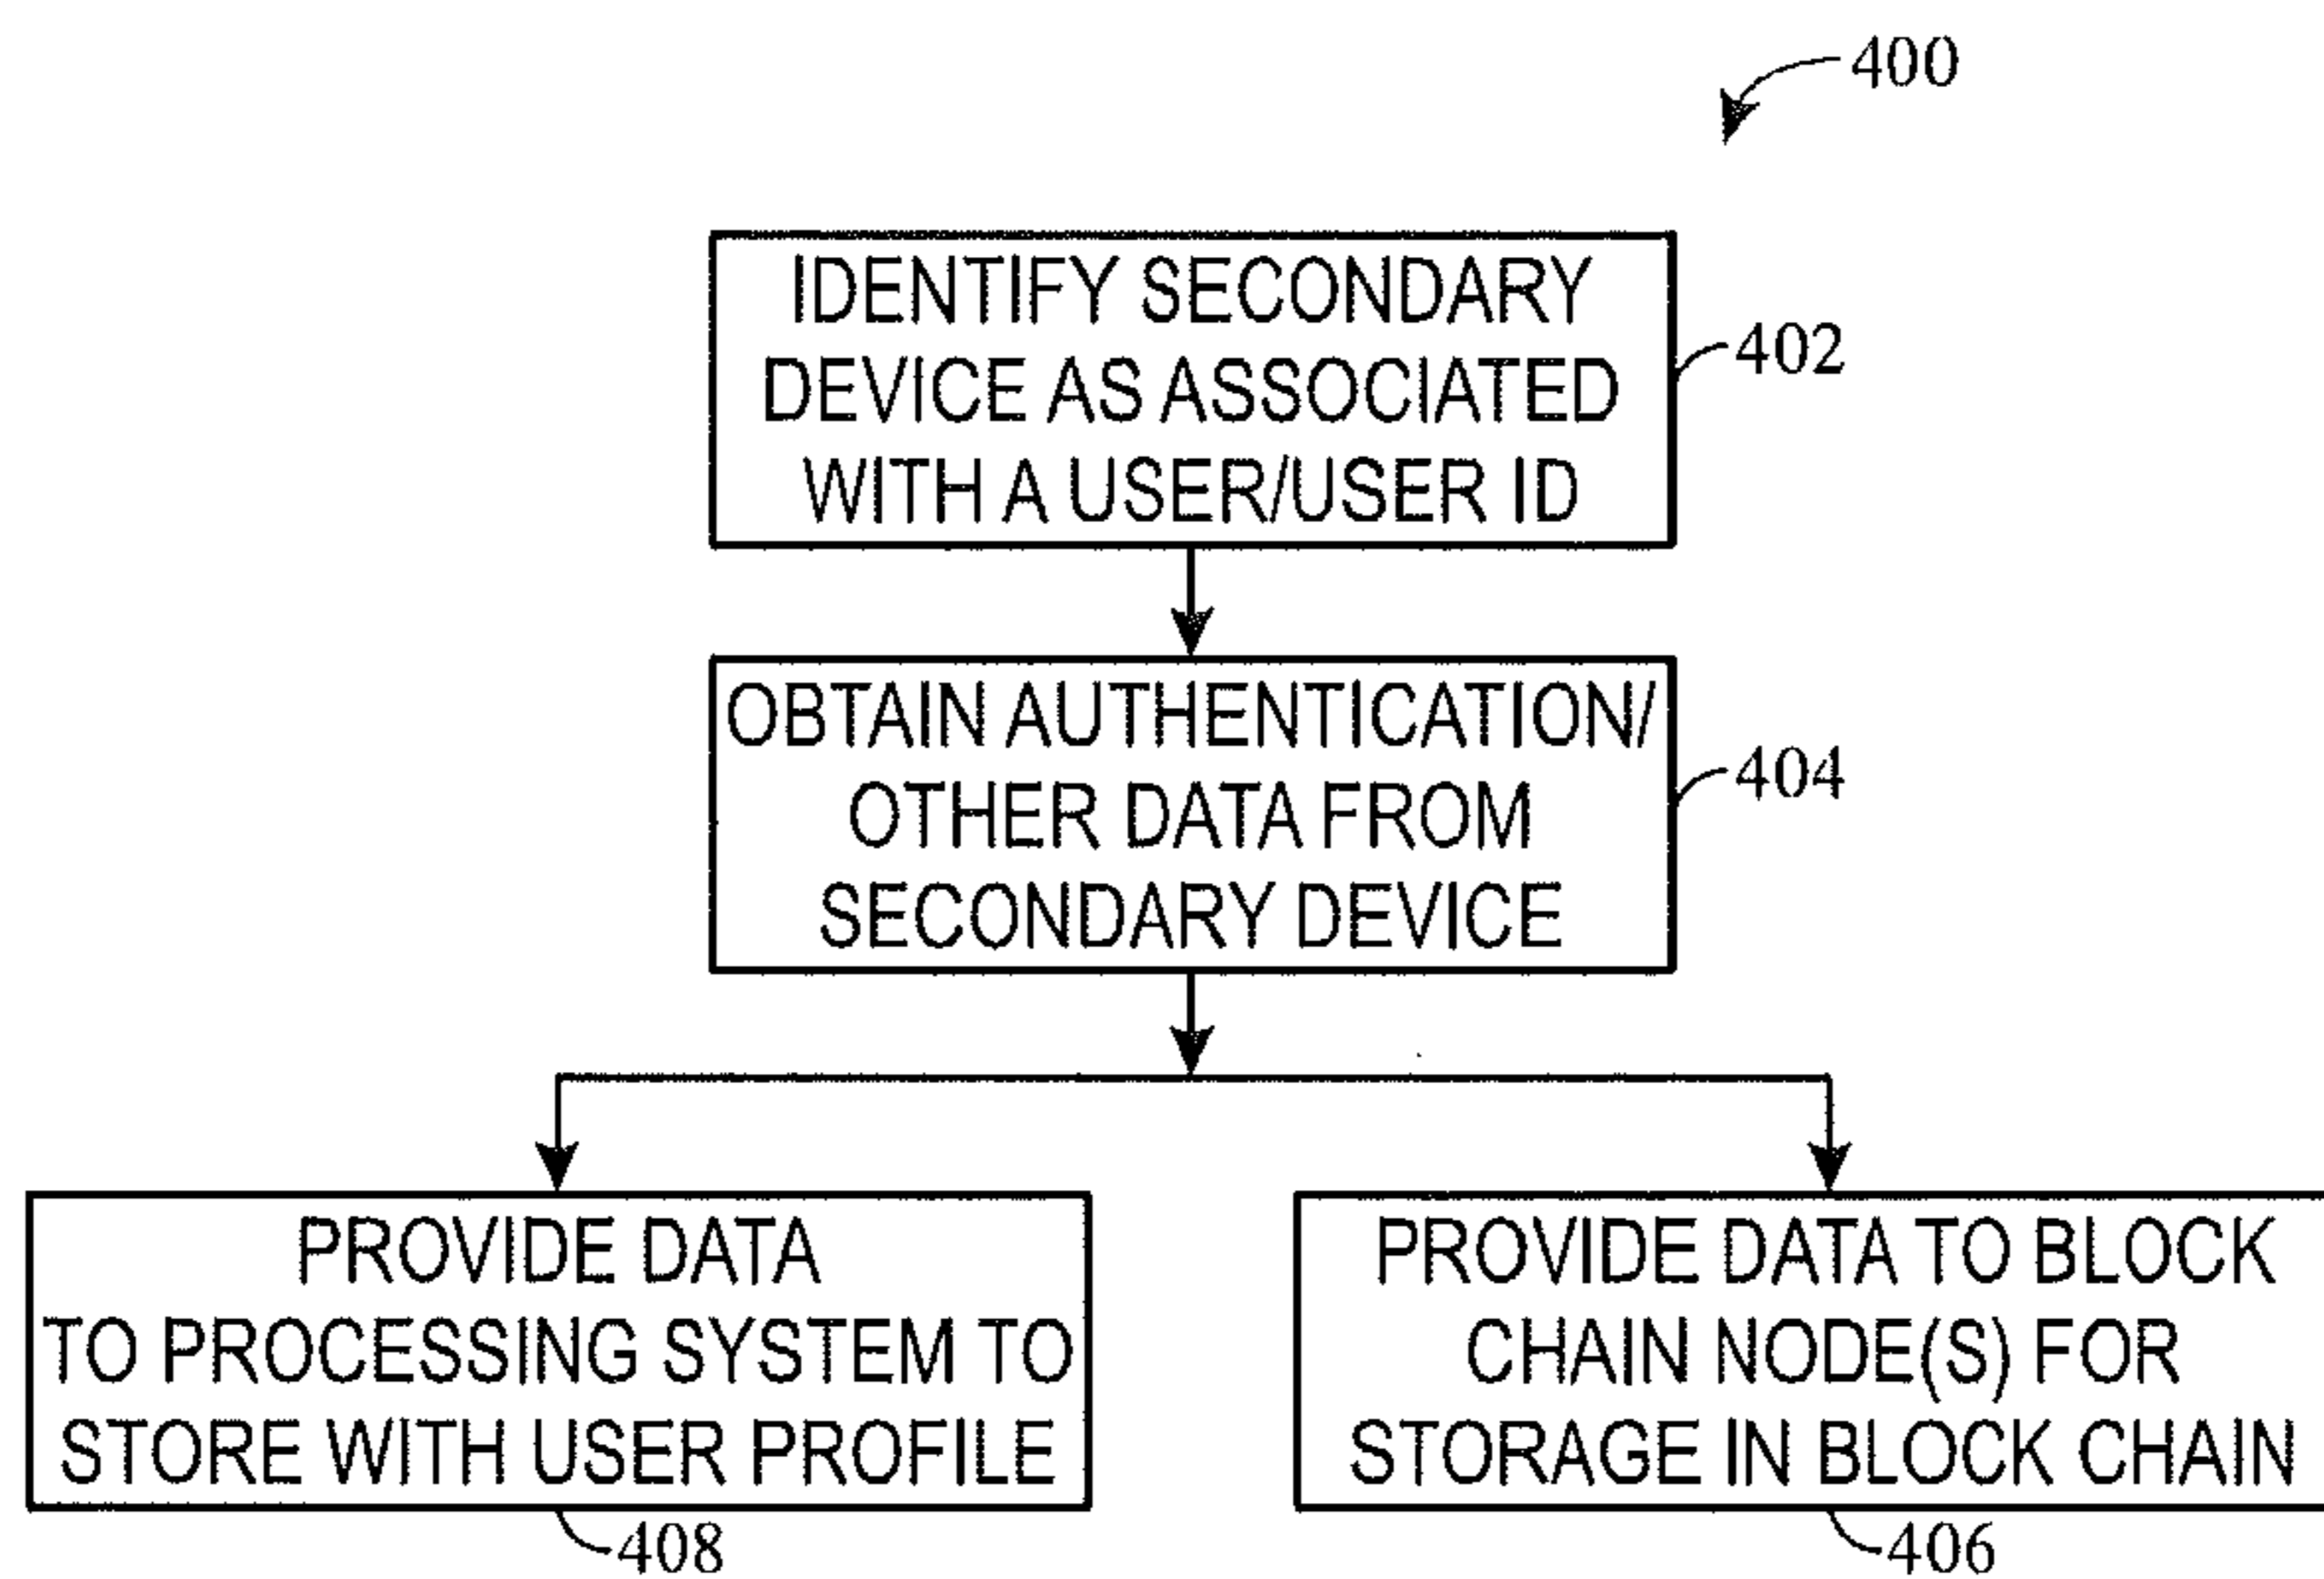 400
IDENTIFY SECONDARY
DEVICE AS ASSOCIATED
WITH A USER/USER ID
402
OBTAIN AUTHENTICATION/
OTHER DATA FROM
SECONDARY DEVICE
404
PROVIDE DATA
TO PROCESSING SYSTEM TO
STORE WITH USER PROFILE
408
PROVIDE DATA TO BLOCK
CHAIN NODE(S) FOR
STORAGE IN BLOCK CHAIN
406